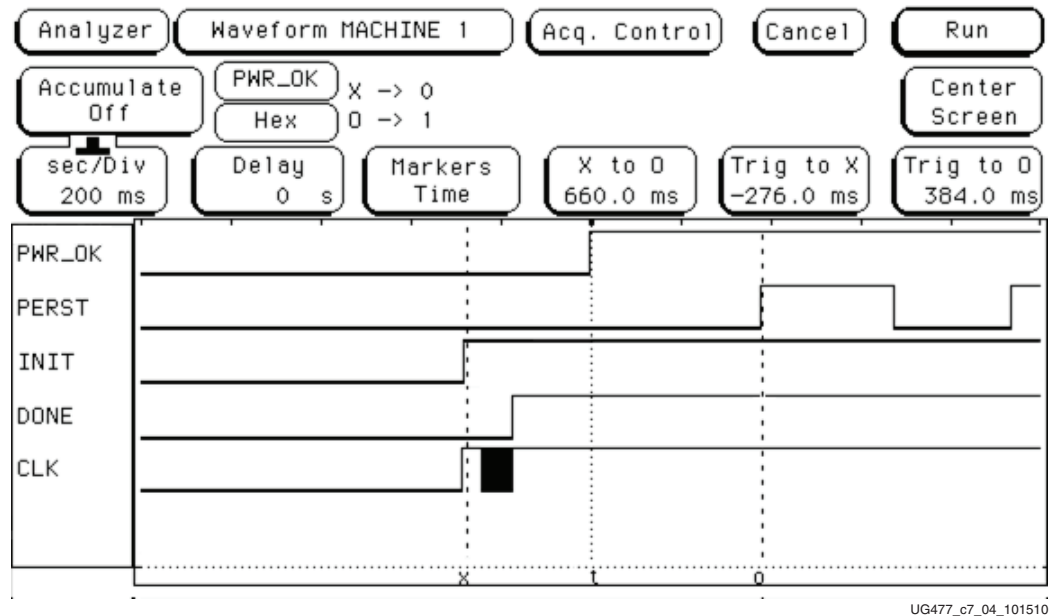 Analyzer Waveform MACHINE 1 Acq. Control Cancel Run
Accumulate Off PWR_OK X -> 0 Center Screen
Hex O -> 1
sec/Div Delay Markers X to O Trig to X Trig to O
200 ms 0 s Time 660.0 ms -276.0 ms 384.0 ms
PWR_OK
PERST
INIT
DONE
CLK
X t O
UG477_c7_04_101510